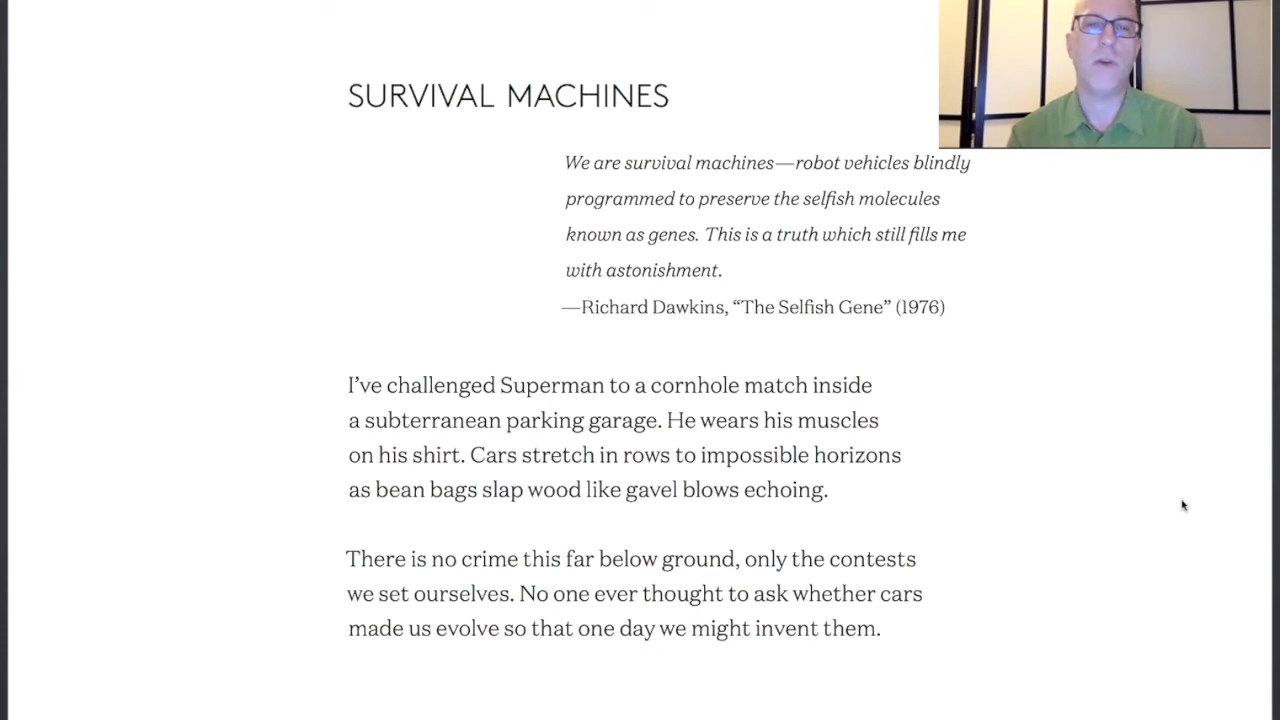 SURVIVAL MACHINES
We are survival machines—robot vehicles blindly
programmed to preserve the selfish molecules
known as genes. This is a truth which still fills me
with astonishment.
—Richard Dawkins, “The Selfish Gene” (1976)
I’ve challenged Superman to a cornhole match inside
a subterranean parking garage. He wears his muscles
on his shirt. Cars stretch in rows to impossible horizons
as bean bags slap wood like gavel blows echoing.
There is no crime this far below ground, only the contests
we set ourselves. No one ever thought to ask whether cars
made us evolve so that one day we might invent them.